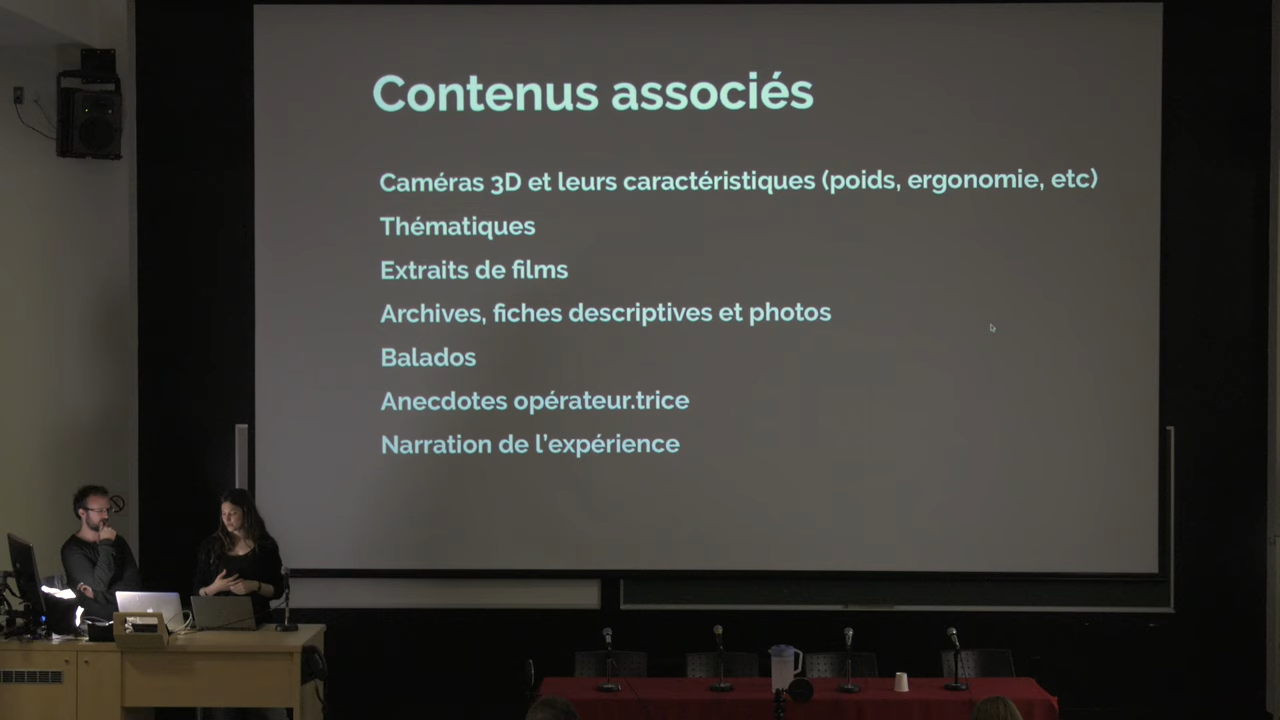 Contenus associés
Caméras 3D et leurs caractéristiques (poids, ergonomie, etc)
Thématiques
Extraits de films
Archives, fiches descriptives et photos
Balados
Anecdotes opérateur.trice
Narration de l'expérience